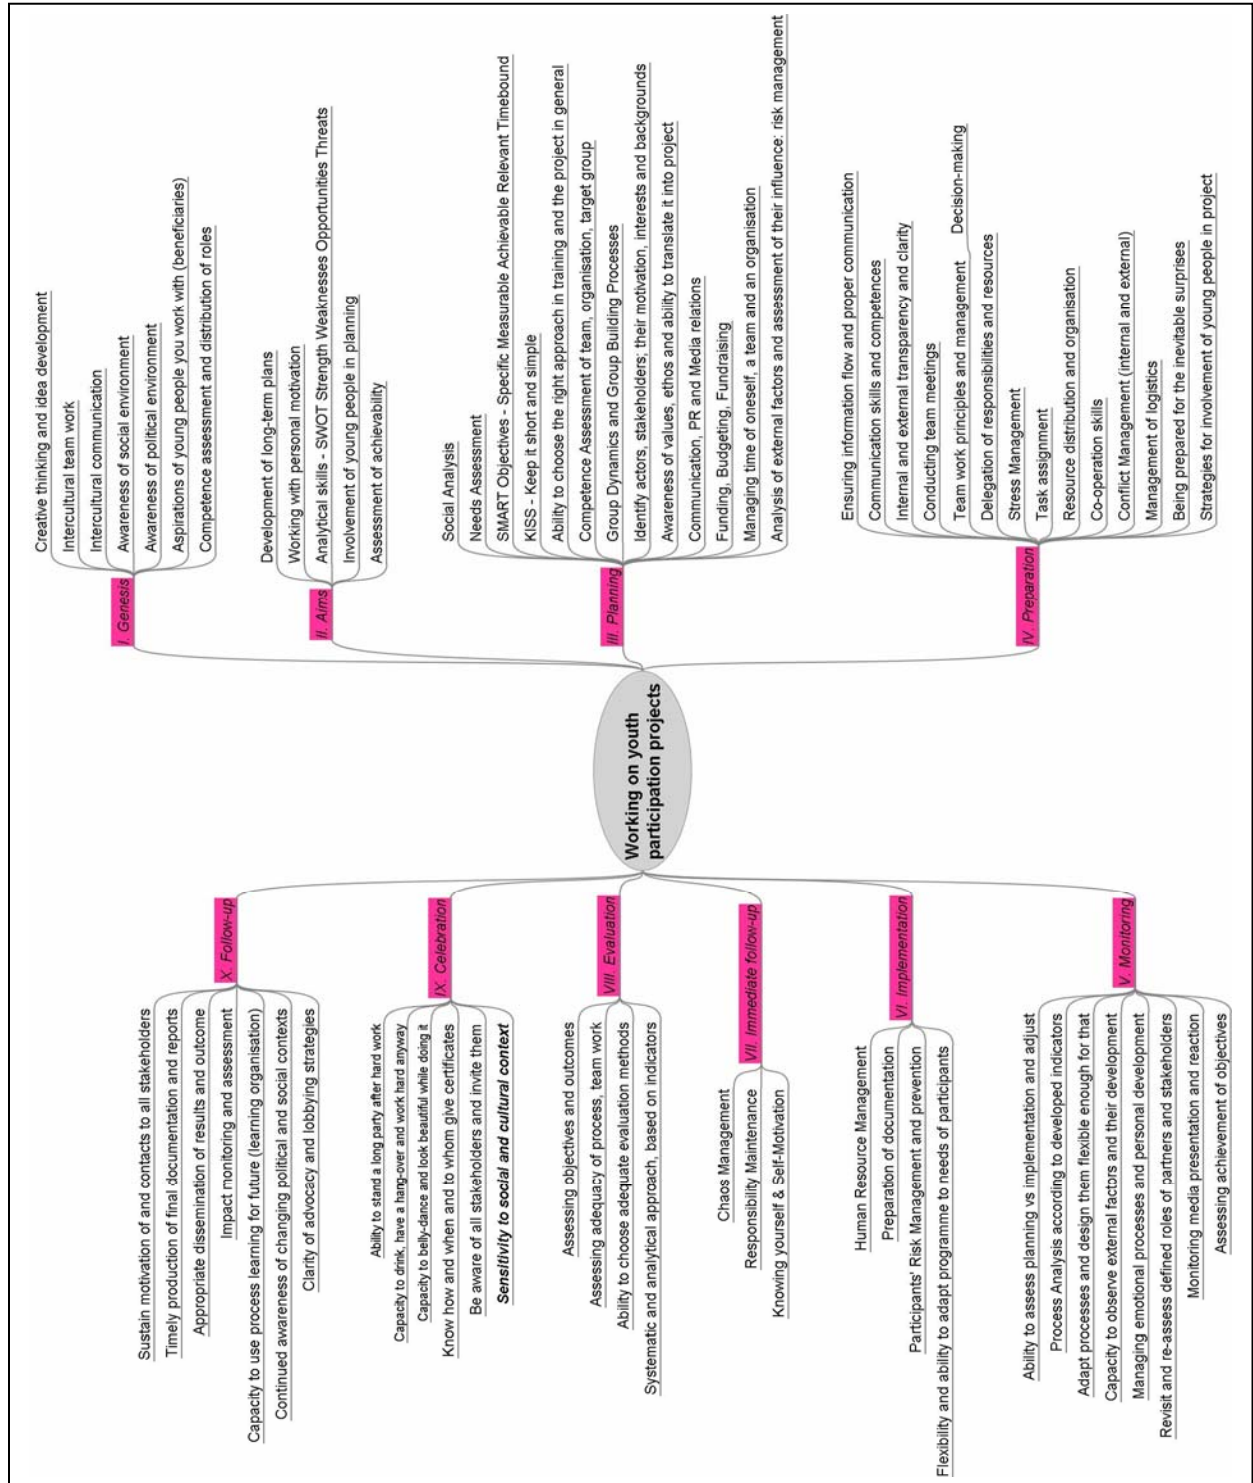 Working on youth
participation projects
I. Genesis
Creative thinking and idea development
Intercultural team work
Intercultural communication
Awareness of social environment
Awareness of political environment
Aspirations of young people you work with (beneficiaries)
Competence assessment and distribution of roles
II. Aims
Development of long-term plans
Working with personal motivation
Analytical skills - SWOT Strength Weaknesses Opportunities Threats
Involvement of young people in planning
Assessment of achievability
III. Planning
Social Analysis
Needs Assessment
SMART Objectives - Specific Measurable Achievable Relevant Timebound
KISS - Keep it short and simple
Ability to choose the right approach in training and the project in general
Competence Assessment of team, organisation, target group
Group Dynamics and Group Building Processes
Identify actors, stakeholders; their motivation, interests and backgrounds
Awareness of values, ethos and ability to translate it into project
Communication, PR and Media relations
Funding, Budgeting, Fundraising
Managing time of oneself, a team and an organisation
Analysis of external factors and assessment of their influence: risk management
IV. Preparation
Ensuring information flow and proper communication
Communication skills and competences
Internal and external transparency and clarity
Conducting team meetings
Team work principles and management
Decision-making
Delegation of responsibilities and resources
Stress Management
Task assignment
Resource distribution and organisation
Co-operation skills
Conflict Management (internal and external)
Management of logistics
Being prepared for the inevitable surprises
Strategies for involvement of young people in project
X. Follow-up
Sustain motivation of and contacts to all stakeholders
Timely production of final documentation and reports
Appropriate dissemination of results and outcome
Impact monitoring and assessment
Capacity to use process learning for future (learning organisation)
Continued awareness of changing political and social contexts
Clarity of advocacy and lobbying strategies
IX. Celebration
Ability to stand a long party after hard work
Capacity to drink, have a hang-over and work hard anyway
Capacity to belly-dance and look beautiful while doing it
Know how and when and to whom give certificates
Be aware of all stakeholders and invite them
Sensitivity to social and cultural context
VIII. Evaluation
Assessing objectives and outcomes
Assessing adequacy of process, team work
Ability to choose adequate evaluation methods
Systematic and analytical approach, based on indicators
VII. Immediate follow-up
Chaos Management
Responsibility Maintenance
Knowing yourself & Self-Motivation
VI. Implementation
Human Resource Management
Preparation of documentation
Participants' Risk Management and prevention
Flexibility and ability to adapt programme to needs of participants
V. Monitoring
Ability to assess planning vs implementation and adjust
Process Analysis according to developed indicators
Adapt processes and design them flexible enough for that
Capacity to observe external factors and their development
Managing emotional processes and personal development
Revisit and re-assess defined roles of partners and stakeholders
Monitoring media presentation and reaction
Assessing achievement of objectives